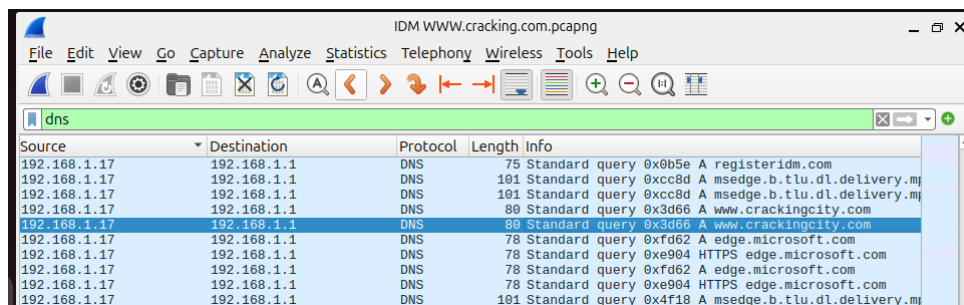 IDM WWW.cracking.com.pcapng
File Edit View Go Capture Analyze Statistics Telephony Wireless Tools Help
dns
Source Destination Protocol Length Info
192.168.1.17 192.168.1.1 DNS 75 Standard query 0x0b5e A registeridm.com
192.168.1.17 192.168.1.1 DNS 101 Standard query 0xcc8d A msedge.b.tlu.dl.delivery.mp
192.168.1.17 192.168.1.1 DNS 101 Standard query 0xcc8d A msedge.b.tlu.dl.delivery.mp
192.168.1.17 192.168.1.1 DNS 80 Standard query 0x3d66 A www.crackingcity.com
192.168.1.17 192.168.1.1 DNS 80 Standard query 0x3d66 A www.crackingcity.com
192.168.1.17 192.168.1.1 DNS 78 Standard query 0xfd62 A edge.microsoft.com
192.168.1.17 192.168.1.1 DNS 78 Standard query 0xe904 HTTPS edge.microsoft.com
192.168.1.17 192.168.1.1 DNS 78 Standard query 0xfd62 A edge.microsoft.com
192.168.1.17 192.168.1.1 DNS 78 Standard query 0xe904 HTTPS edge.microsoft.com
192.168.1.17 192.168.1.1 DNS 101 Standard query 0x4f18 A msedge.b.tlu.dl.delivery.mp